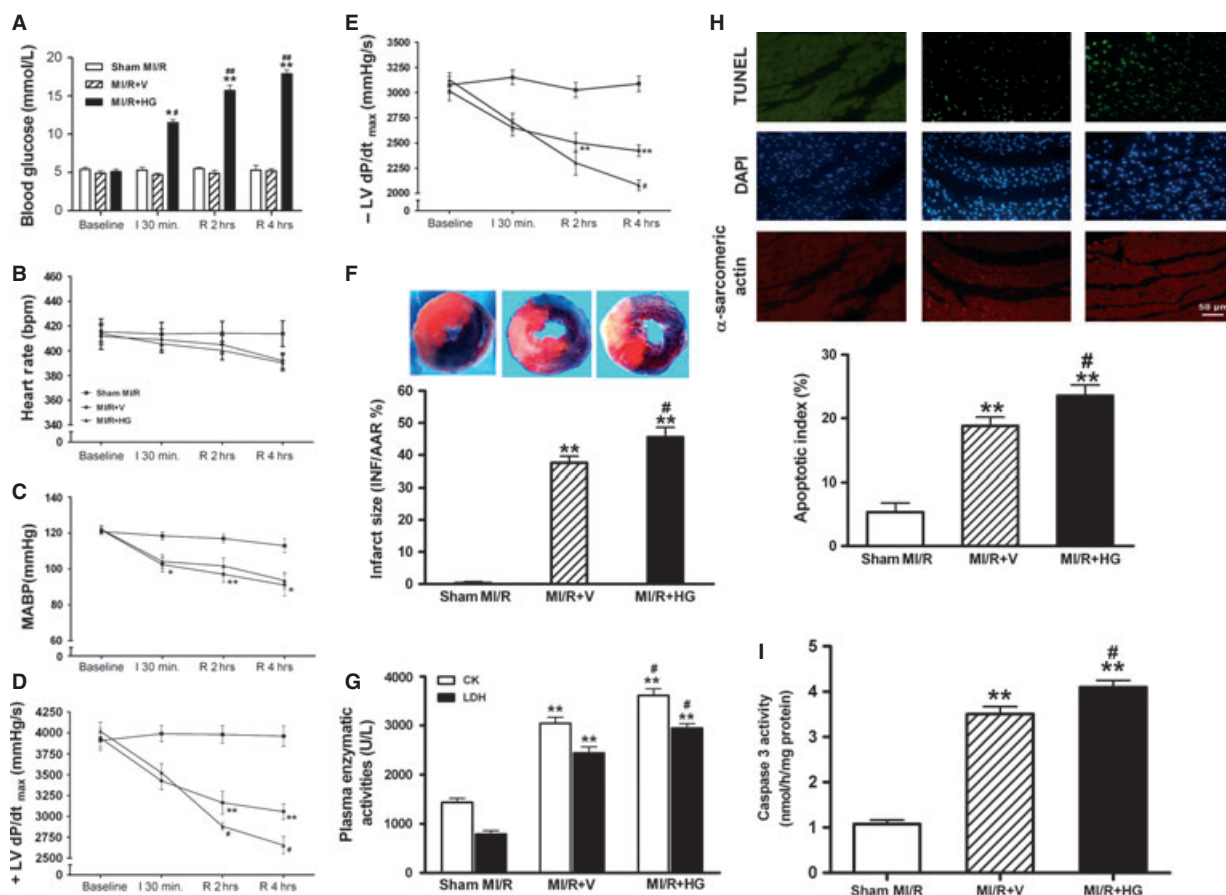 A
Blood glucose (mmol/L)
20
15
10
5
0
Sham MI/R
MI/R+V
MI/R+HG
*#
##
**
##
**
Baseline
I 30 min.
R 2 hrs
R 4 hrs
B
Heart rate (bpm)
460
440
420
400
380
360
340
0
Sham MI/R
MI/R+V
MI/R+HG
Baseline
I 30 min.
R 2 hrs
R 4 hrs
C
MABP(mmHg)
140
120
100
80
60
0
*
**
*
Baseline
I 30 min.
R 2 hrs
R 4 hrs
D
+ LV dP/dt max (mmHg/s)
4250
4000
3750
3500
3250
3000
2750
2500
0
**
#
**
#
Baseline
I 30 min.
R 2 hrs
R 4 hrs
E
– LV dP/dt max (mmHg/s)
3500
3250
3000
2750
2500
2250
2000
0
**
**
#
Baseline
I 30 min.
R 2 hrs
R 4 hrs
F
Infarct size (INF/AAR %)
60
50
40
30
20
10
0
**
#
**
Sham MI/R
MI/R+V
MI/R+HG
G
Plasma enzymatic
activities (U/L)
4000
3000
2000
1000
0
CK
LDH
**
**
#
**
#
**
Sham MI/R
MI/R+V
MI/R+HG
H
TUNEL
DAPI
α-sarcomeric
actin
50 μm
Apoptotic index (%)
30
20
10
0
**
#
**
Sham MI/R
MI/R+V
MI/R+HG
I
Caspase 3 activity
(nmol/h/mg protein)
5
4
3
2
1
0
**
#
**
Sham MI/R
MI/R+V
MI/R+HG